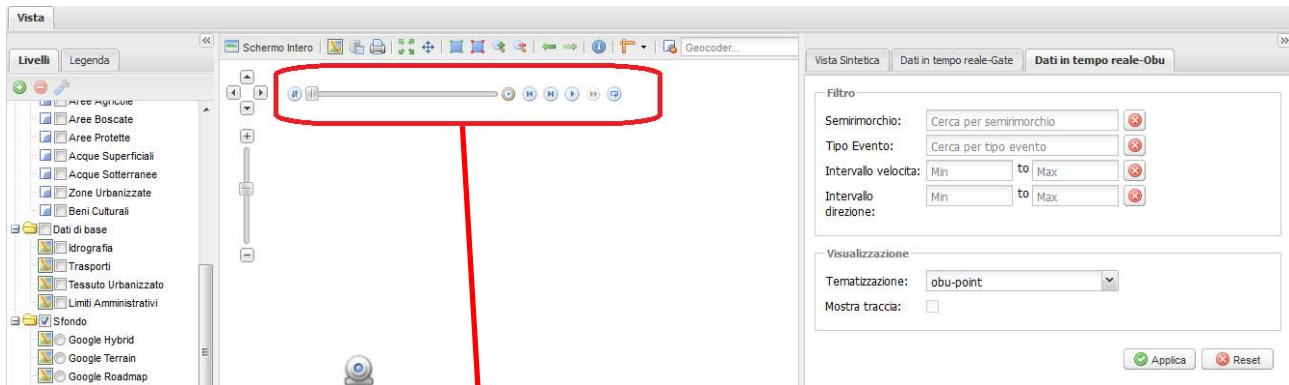 Vista
Livelli
Legenda
Aree Agricole
Aree Boscate
Aree Protette
Acque Superficiali
Acque Sotterranee
Zone Urbanizzate
Beni Culturali
Dati di base
Idrografia
Trasporti
Tessuto Urbanizzato
Limiti Amministrativi
Sfondo
Google Hybrid
Google Terrain
Google Roadmap
Schermo Intero
Geocoder...
Vista Sintetica
Dati in tempo reale-Gate
Dati in tempo reale-Obu
Filtro
Semirimorchio: Cerca per semirimorchio
Tipo Evento: Cerca per tipo evento
Intervallo velocita: Min to Max
Intervallo direzione: Min to Max
Visualizzazione
Tematizzazione: obu-point
Mostra traccia:
Applica
Reset